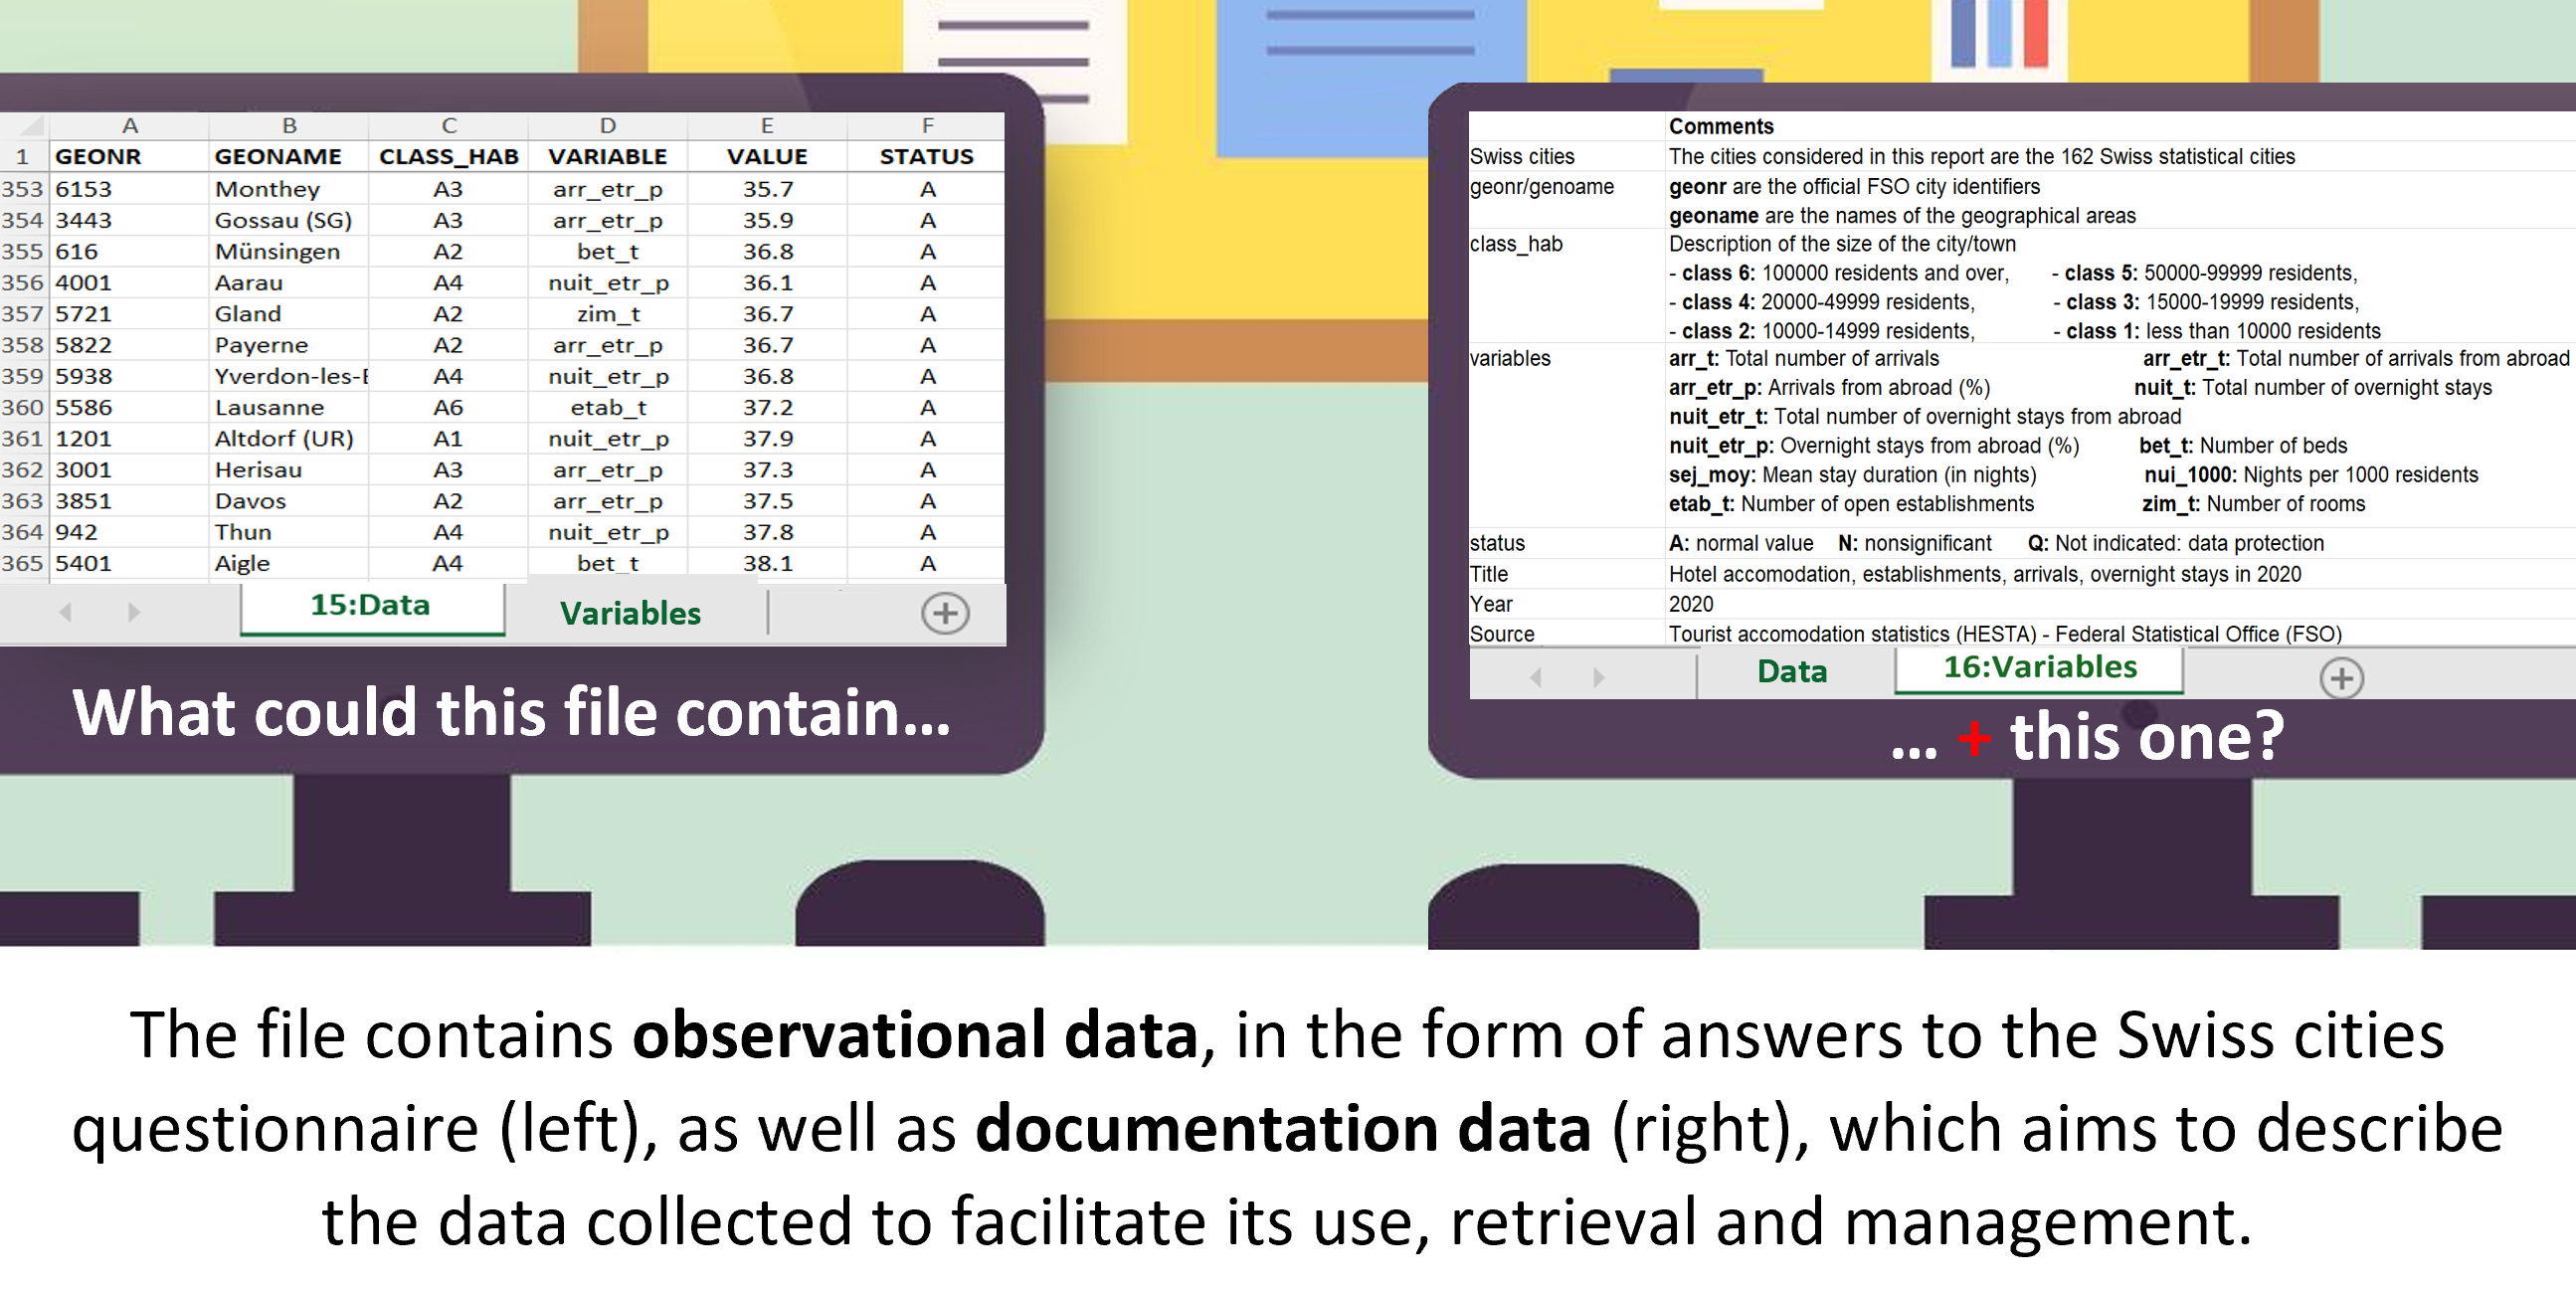 A B C D E F
1 GEONR GEONAME CLASS_HAB VARIABLE VALUE STATUS
353 6153 Monthey A3 arr_etr_p 35.7 A
354 3443 Gossau (SG) A3 arr_etr_p 35.9 A
355 616 Münsingen A2 bet_t 36.8 A
356 4001 Aarau A4 nuit_etr_p 36.1 A
357 5721 Gland A2 zim_t 36.7 A
358 5822 Payerne A2 arr_etr_p 36.7 A
359 5938 Yverdon-les-B A4 nuit_etr_p 36.8 A
360 5586 Lausanne A6 etab_t 37.2 A
361 1201 Altdorf (UR) A1 nuit_etr_p 37.9 A
362 3001 Herisau A3 arr_etr_p 37.3 A
363 3851 Davos A2 arr_etr_p 37.5 A
364 942 Thun A4 nuit_etr_p 37.8 A
365 5401 Aigle A4 bet_t 38.1 A
15:Data Variables
What could this file contain...
Comments
Swiss cities The cities considered in this report are the 162 Swiss statistical cities
geonr/genoame geonr are the official FSO city identifiers
geoname are the names of the geographical areas
class_hab Description of the size of the city/town
- class 6: 100000 residents and over, - class 5: 50000-99999 residents,
- class 4: 20000-49999 residents, - class 3: 15000-19999 residents,
- class 2: 10000-14999 residents, - class 1: less than 10000 residents
variables arr_t: Total number of arrivals arr_etr_t: Total number of arrivals from abroad
arr_etr_p: Arrivals from abroad (%) nuit_t: Total number of overnight stays
nuit_etr_t: Total number of overnight stays from abroad
nuit_etr_p: Overnight stays from abroad (%) bet_t: Number of beds
sej_moy: Mean stay duration (in nights) nui_1000: Nights per 1000 residents
etab_t: Number of open establishments zim_t: Number of rooms
status A: normal value N: nonsignificant Q: Not indicated: data protection
Title Hotel accomodation, establishments, arrivals, overnight stays in 2020
Year 2020
Source Tourist accomodation statistics (HESTA) - Federal Statistical Office (FSO)
Data 16:Variables
... + this one?
The file contains observational data, in the form of answers to the Swiss cities
questionnaire (left), as well as documentation data (right), which aims to describe
the data collected to facilitate its use, retrieval and management.